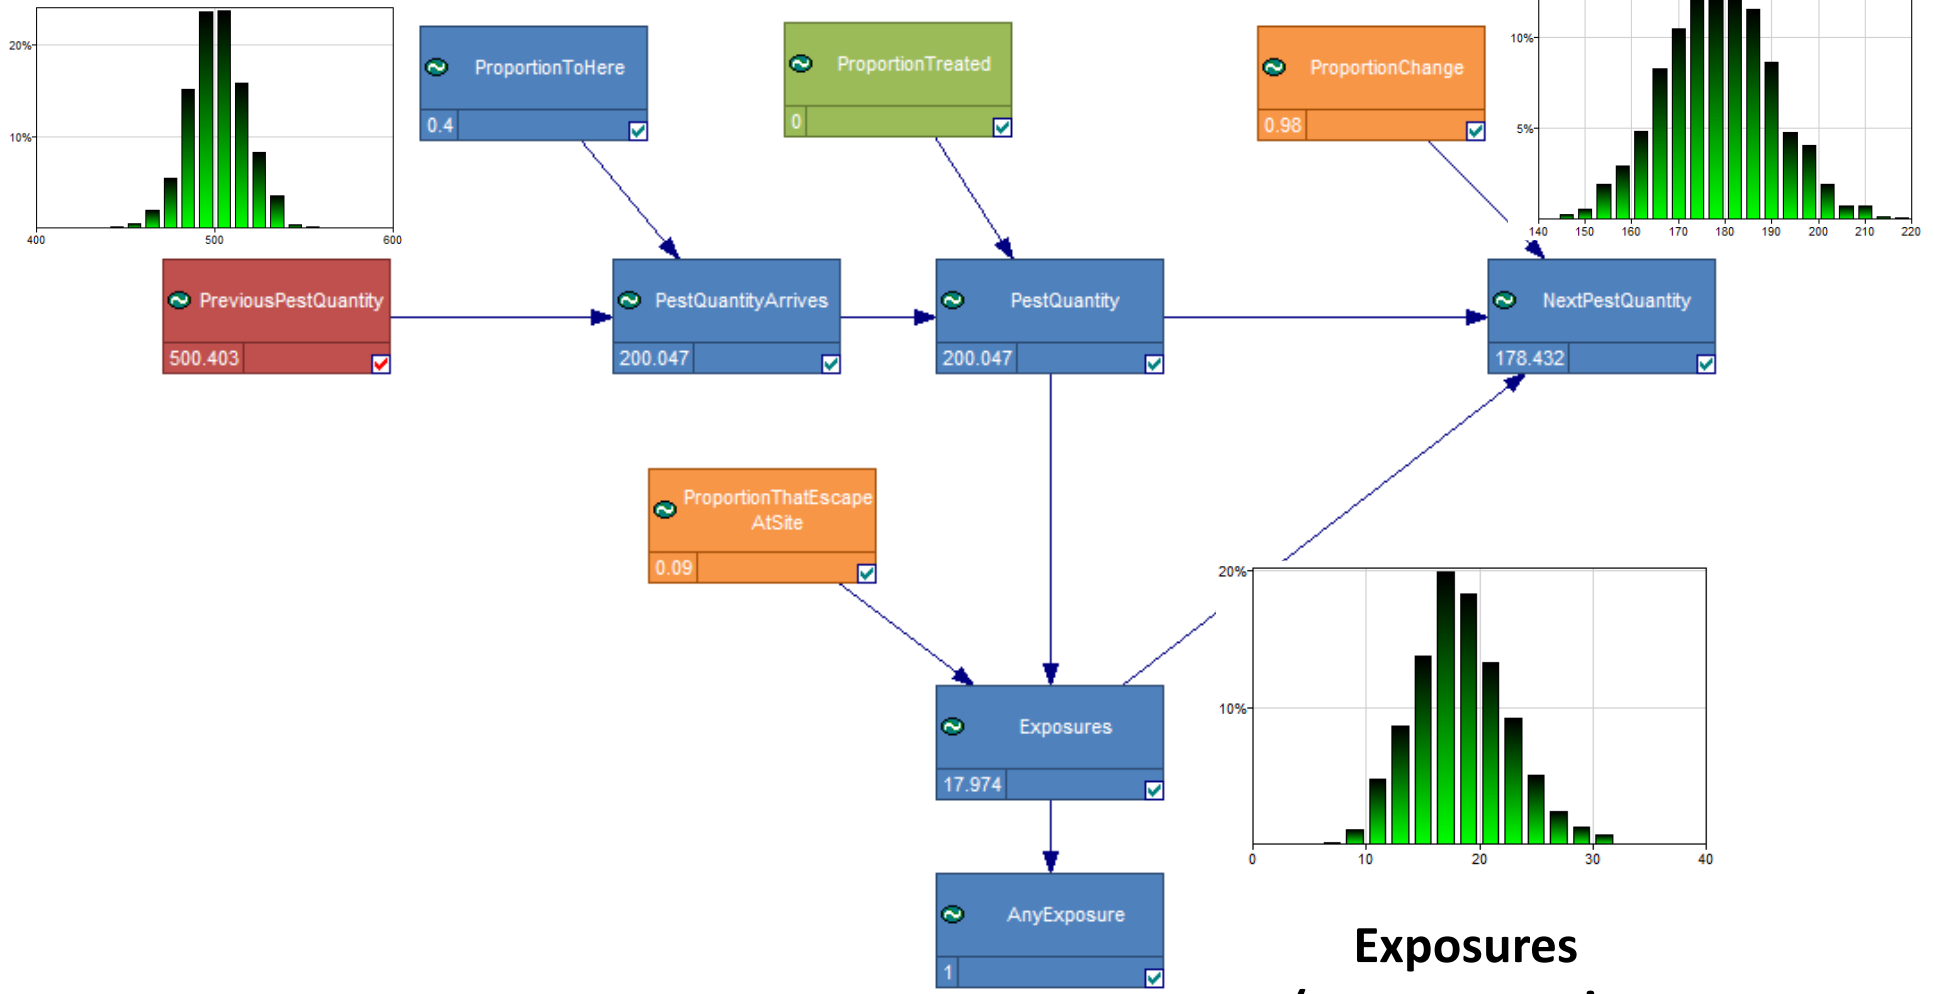 20%
10%
400
500
600
ProportionToHere
0.4
ProportionTreated
0
ProportionChange
0.98
10%
5%
140
150
160
170
180
190
200
210
220
PreviousPestQuantity
500.403
PestQuantityArrives
200.047
PestQuantity
200.047
NextPestQuantity
178.432
ProportionThatEscape
AtSite
0.09
Exposures
17.974
20%
10%
0
10
20
30
40
AnyExposure
1
Exposures